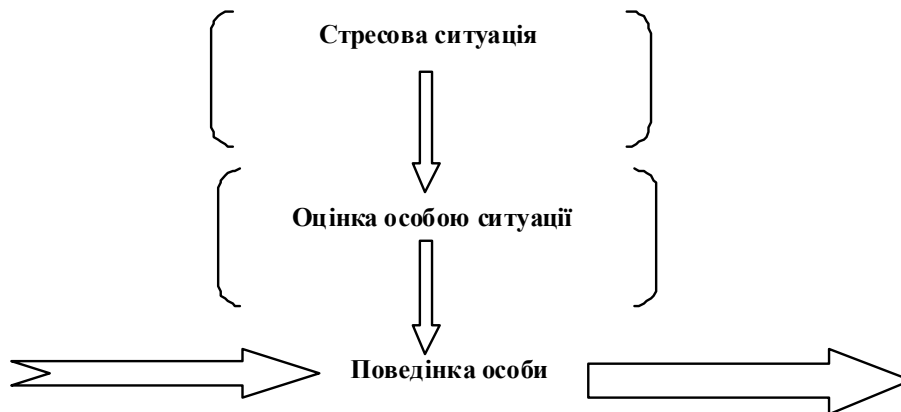 Стресова ситуація
Оцінка особою ситуації
Поведінка особи